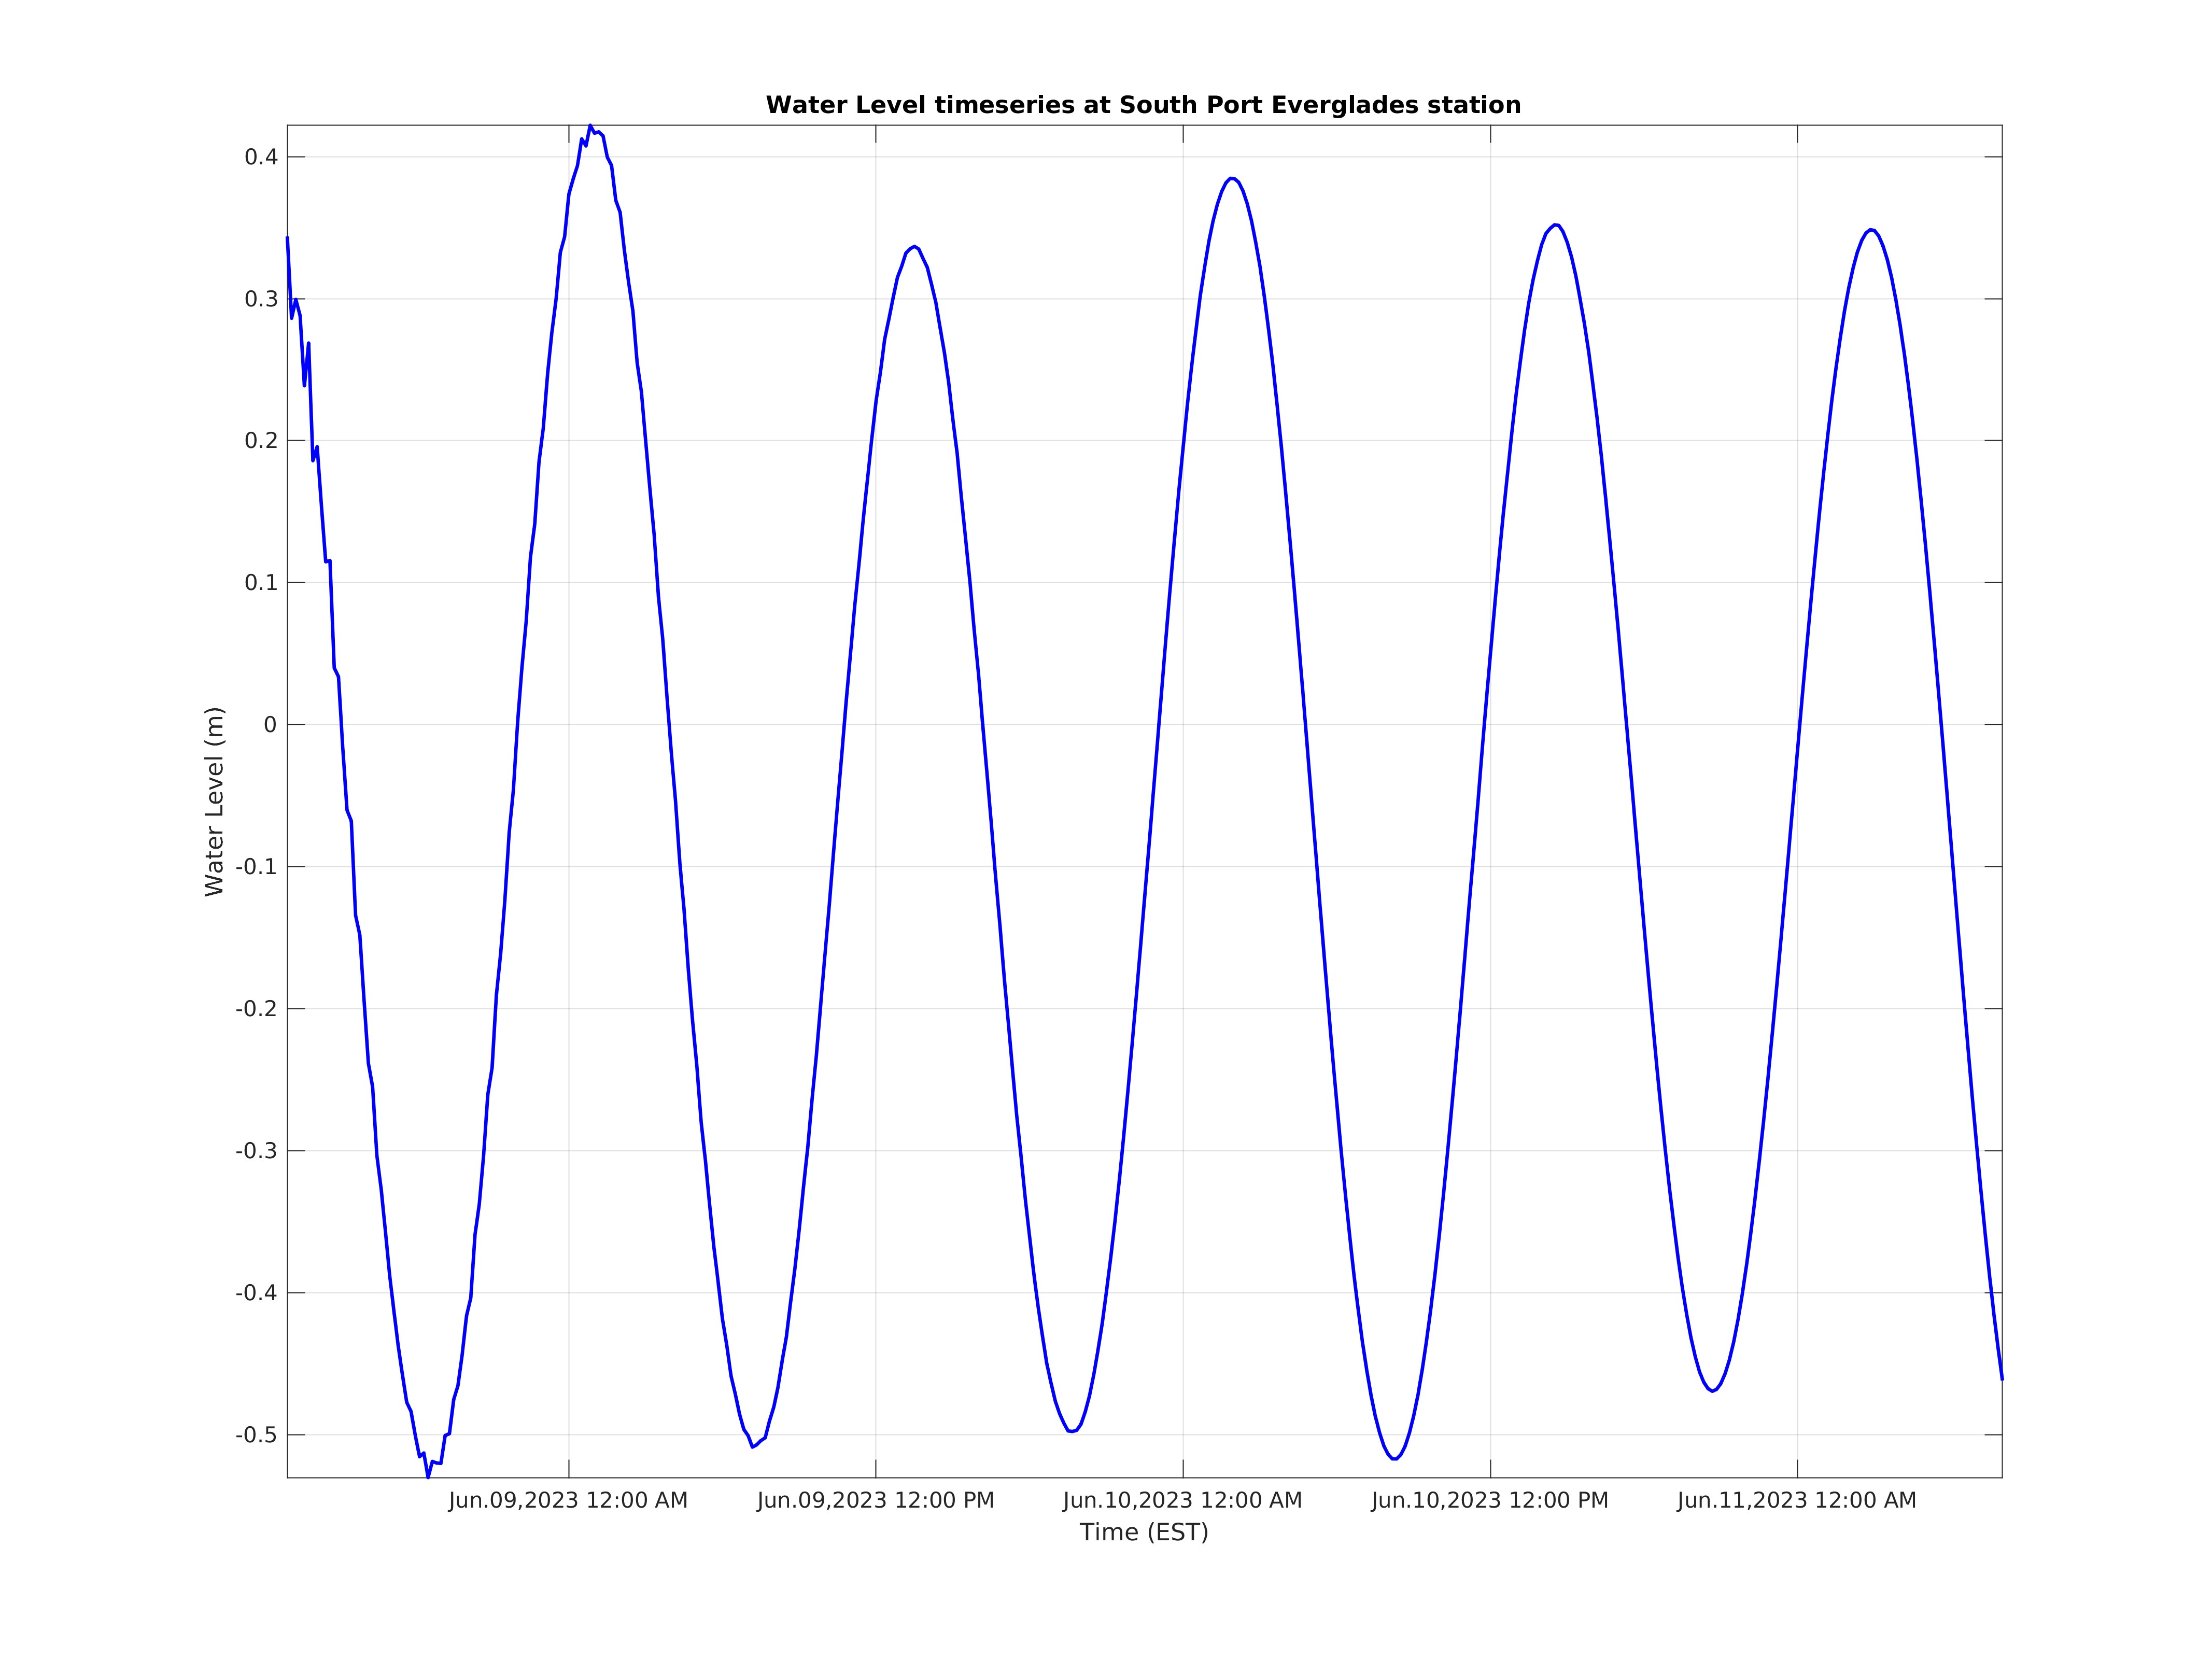 Water Level timeseries at South Port Everglades station
0.4
0.3
0.2
0.1
0
-0.1
-0.2
-0.3
-0.4
-0.5
Water Level (m)
Jun.09,2023 12:00 AM
Jun.09,2023 12:00 PM
Jun.10,2023 12:00 AM
Jun.10,2023 12:00 PM
Jun.11,2023 12:00 AM
Time (EST)